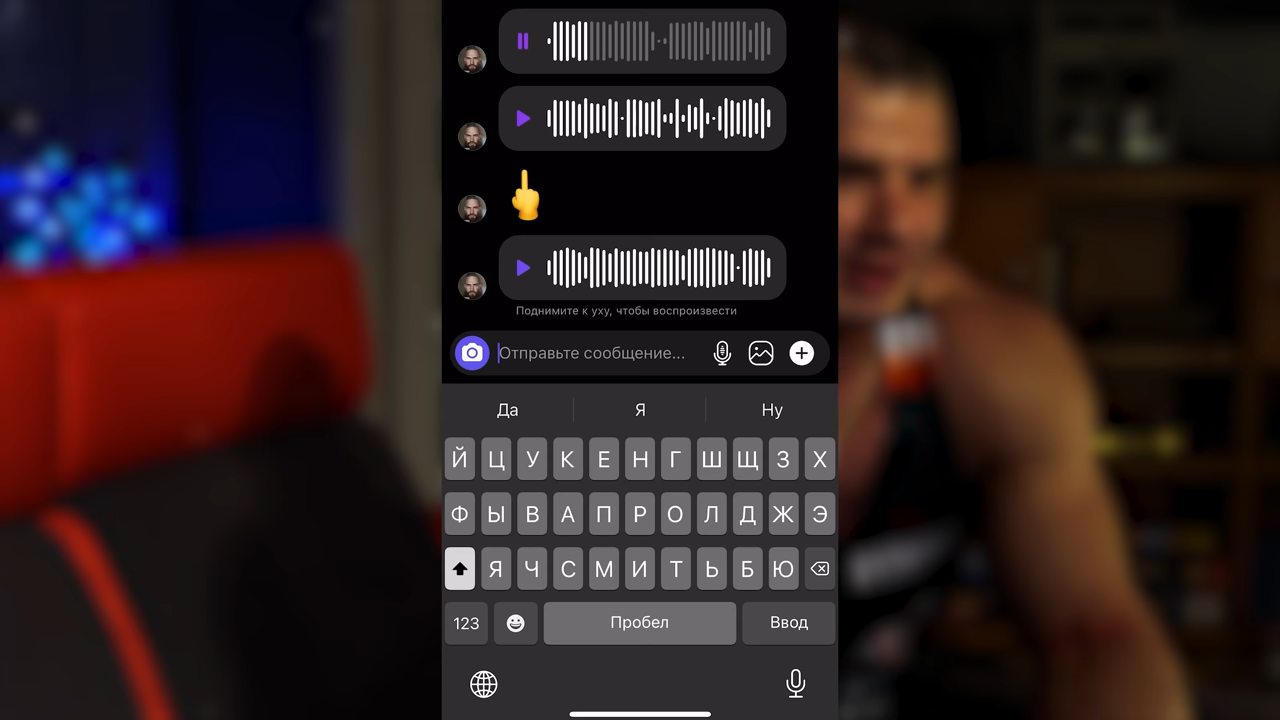 Поднимите к уху, чтобы воспроизвести
Отправьте сообщение...
Да Я Ну
Й Ц У К Е Н Г Ш Щ З Х
Ф Ы В А П Р О Л Д Ж Э
Я Ч С М И Т Ь Б Ю
123 Пробел Ввод